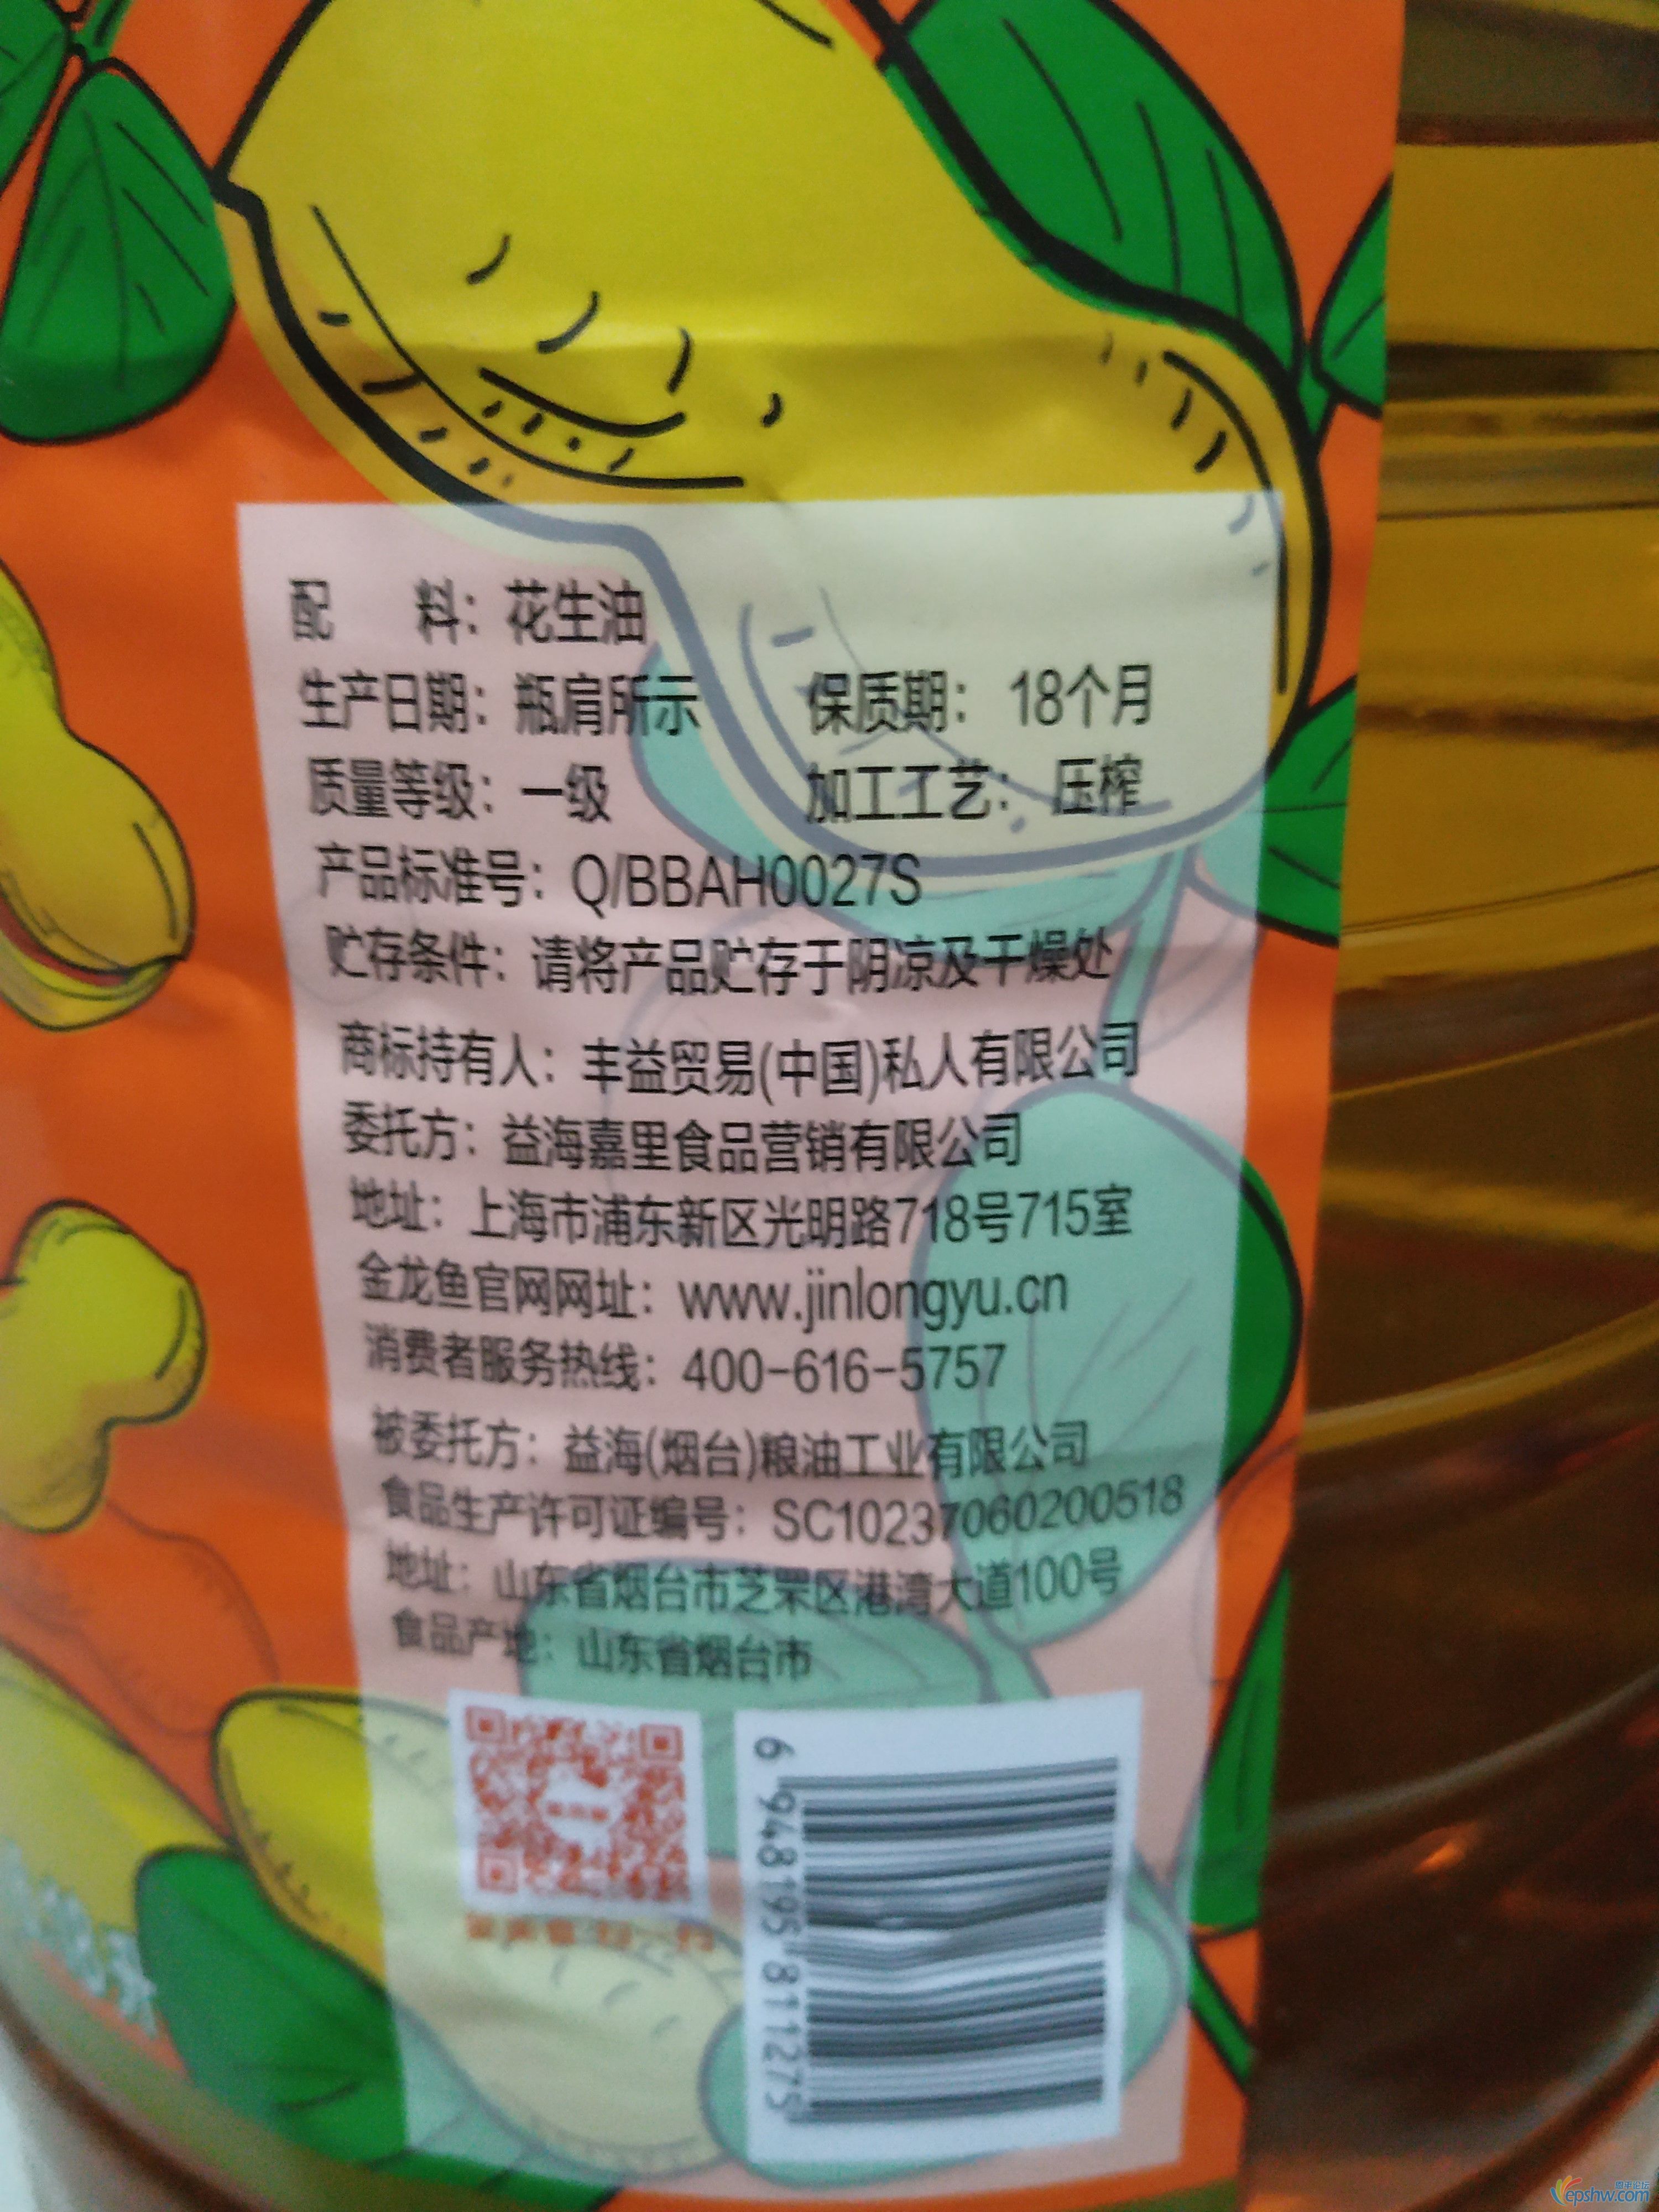 配 料：花生油
生产日期：瓶肩所示 保质期：18个月
质量等级：一级 加工工艺：压榨
产品标准号：Q/BBAH0027S
贮存条件：请将产品贮存于阴凉及干燥处
商标持有人：丰益贸易(中国)私人有限公司
委托方：益海嘉里食品营销有限公司
地址：上海市浦东新区光明路718号715室
金龙鱼官网网址：www.jinlongyu.cn
消费者服务热线：400-616-5757
被委托方：益海(烟台)粮油工业有限公司
食品生产许可证编号：SC10237060200518
地址：山东省烟台市芝罘区港湾大道100号
食品产地：山东省烟台市
6 948195 811275
epshw.com